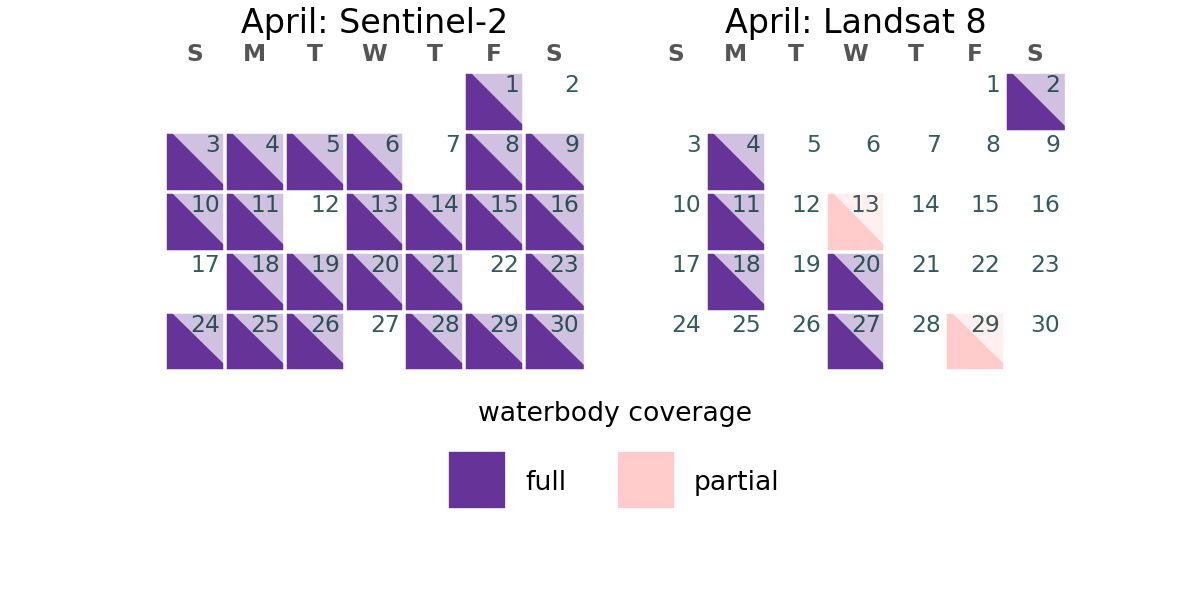 April: Sentinel-2
S M T W T F S
1 2
3 4 5 6 7 8 9
10 11 12 13 14 15 16
17 18 19 20 21 22 23
24 25 26 27 28 29 30
April: Landsat 8
S M T W T F S
1 2
3 4 5 6 7 8 9
10 11 12 13 14 15 16
17 18 19 20 21 22 23
24 25 26 27 28 29 30
waterbody coverage
full
partial